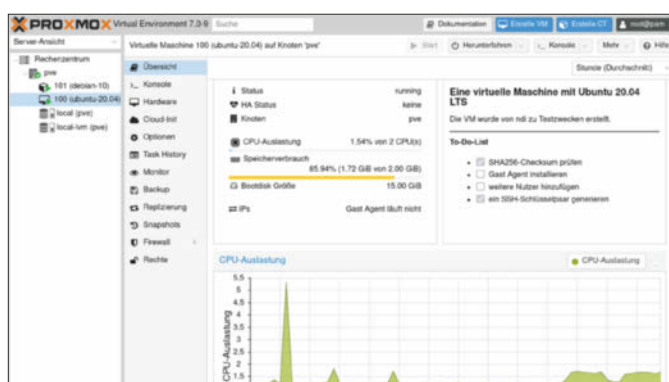 PROXMOX Virtual Environment 7.0-9 Suche Dokumentation Erstelle VM Erstelle CT root@pam
Server-Ansicht
Virtuelle Maschine 100 (ubuntu-20.04) auf Knoten 'pve' Start Herunterfahren Konsole Mehr Hilfe
Rechenzentrum
pve
101 (debian-10)
100 (ubuntu-20.04)
local (pve)
local-lvm (pve)
Übersicht
Konsole
Hardware
Cloud-Init
Optionen
Task History
Monitor
Backup
Replizierung
Snapshots
Firewall
Rechte
Stunde (Durchschnitt)
Status running
HA Status keine
Knoten pve
CPU-Auslastung 1.54% von 2 CPU(s)
Speicherverbrauch
85.94% (1.72 GiB von 2.00 GiB)
Bootdisk Größe 15.00 GiB
IPs Gast Agent läuft nicht
Eine virtuelle Maschine mit Ubuntu 20.04
LTS
Die VM wurde von ndi zu Testzwecken erstellt.
To-Do-List
SHA256-Checksum prüfen
Gast Agent installieren
weitere Nutzer hinzufügen
ein SSH-Schlüsselpaar generieren
CPU-Auslastung
CPU-Auslastung
5.5
5
4.5
3.5
3
2.5
2
1.5
CPU-Auslastung